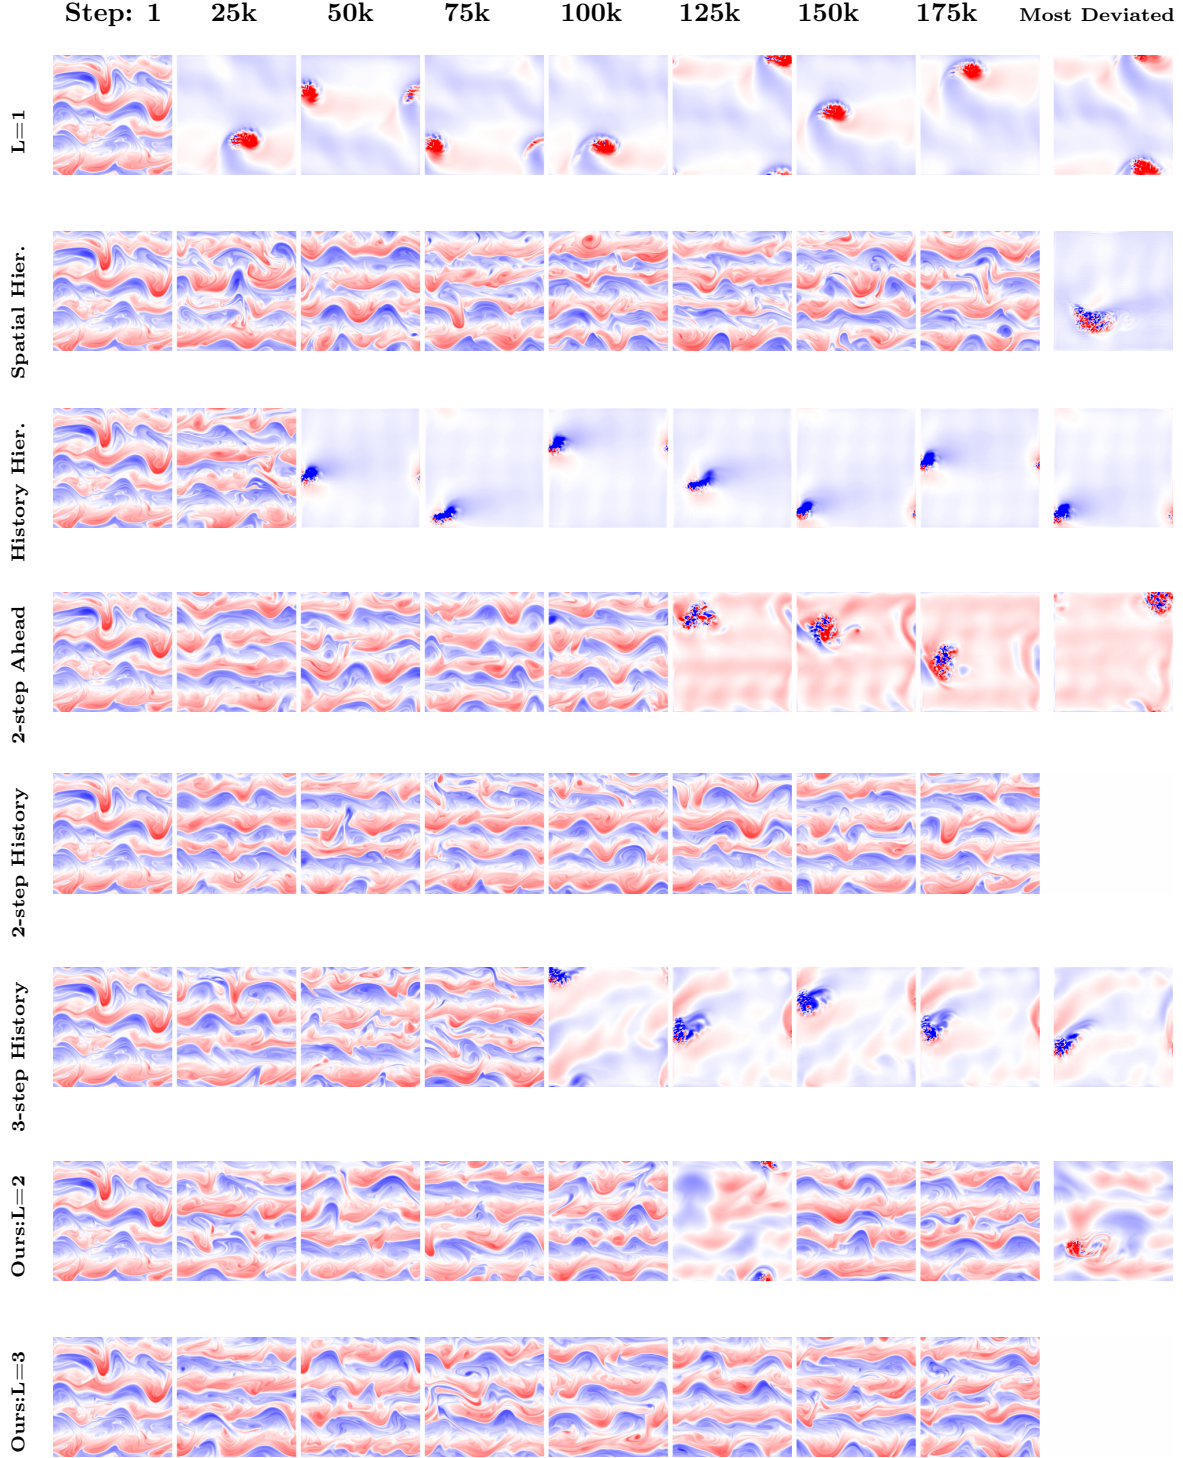 Step: 1 25k 50k 75k 100k 125k 150k 175k Most Deviated
L=1
Spatial Hier.
History Hier.
2-step Ahead
2-step History
3-step History
Ours:L=2
Ours:L=3